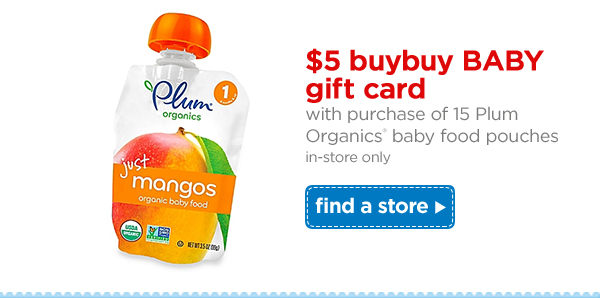 1
Plum®
organics
just
mangos
organic baby food
USDA
ORGANIC
NET WT 3.5 OZ (99g)
$5 buybuy BABY
gift card
with purchase of 15 Plum
Organics® baby food pouches
in-store only
find a store ▶